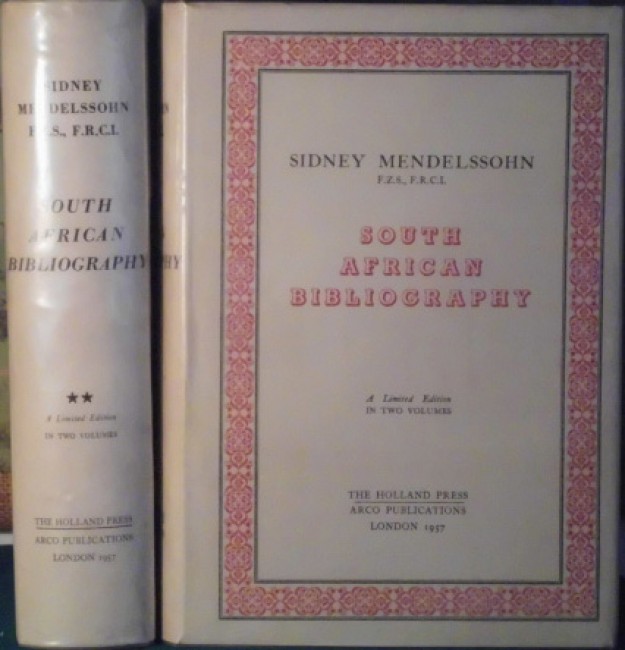 SIDNEY
MENDELSSOHN
F.Z.S., F.R.C.I.
SOUTH
AFRICAN
BIBLIOGRAPHY
★★
A Limited Edition
IN TWO VOLUMES
THE HOLLAND PRESS
ARCO PUBLICATIONS
LONDON 1957
SIDNEY MENDELSSOHN
F.Z.S., F.R.C.I.
SOUTH
AFRICAN
BIBLIOGRAPHY
A Limited Edition
IN TWO VOLUMES
THE HOLLAND PRESS
ARCO PUBLICATIONS
LONDON 1957